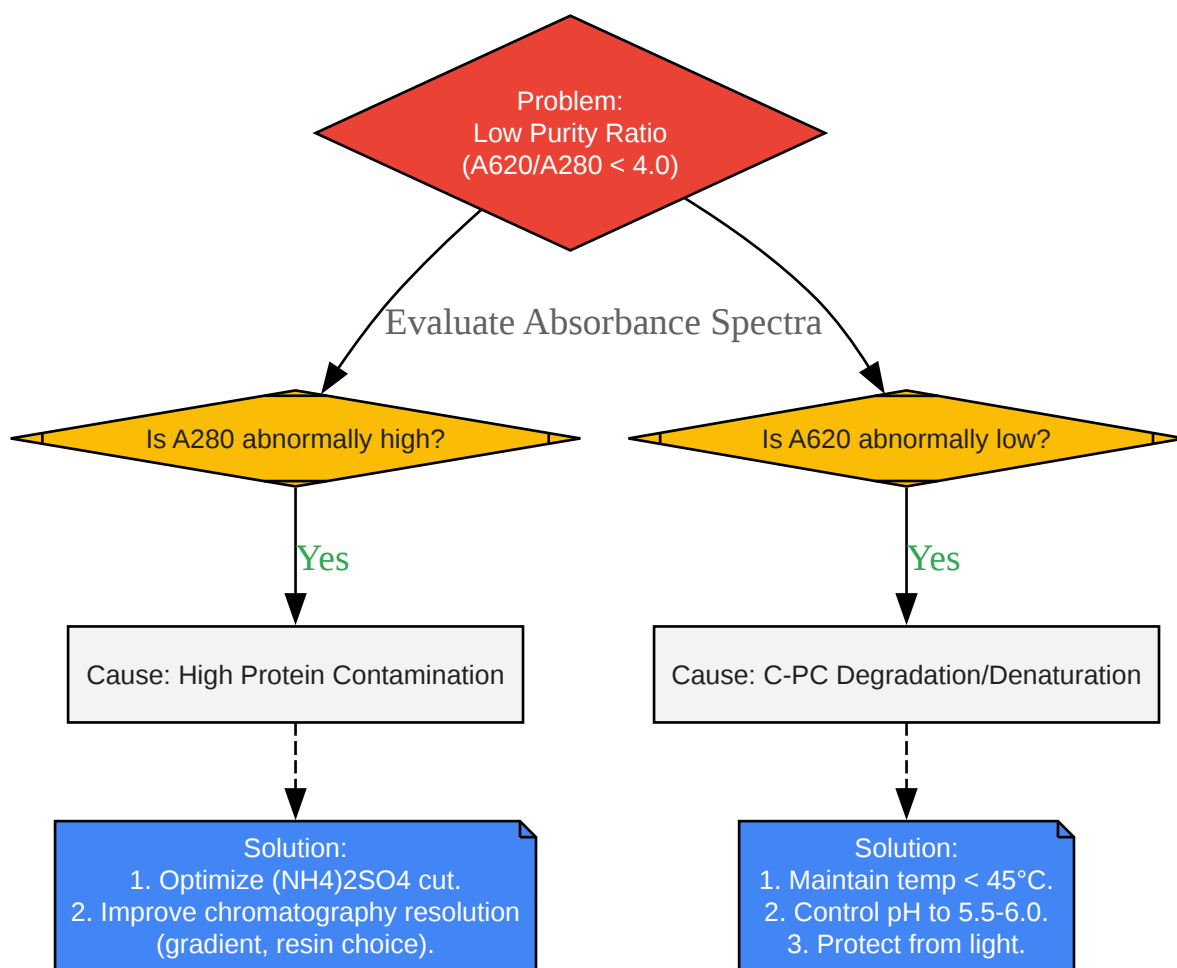 Problem:
Low Purity Ratio
(A620/A280 < 4.0)
Evaluate Absorbance Spectra
Is A280 abnormally high?
Is A620 abnormally low?
Yes
Yes
Cause: High Protein Contamination
Cause: C-PC Degradation/Denaturation
Solution:
1. Optimize (NH4)2SO4 cut.
2. Improve chromatography resolution
(gradient, resin choice).
Solution:
1. Maintain temp < 45°C.
2. Control pH to 5.5-6.0.
3. Protect from light.